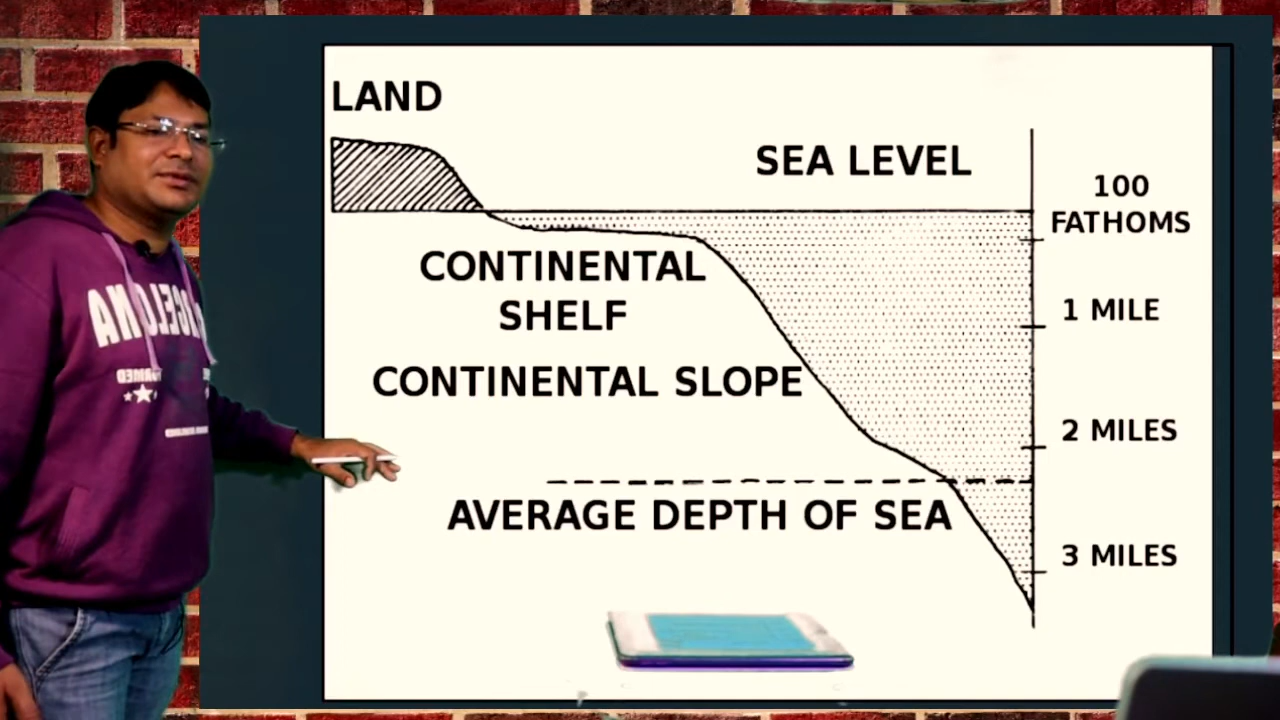 LAND
SEA LEVEL
100
FATHOMS
CONTINENTAL
SHELF
1 MILE
CONTINENTAL SLOPE
2 MILES
AVERAGE DEPTH OF SEA
3 MILES